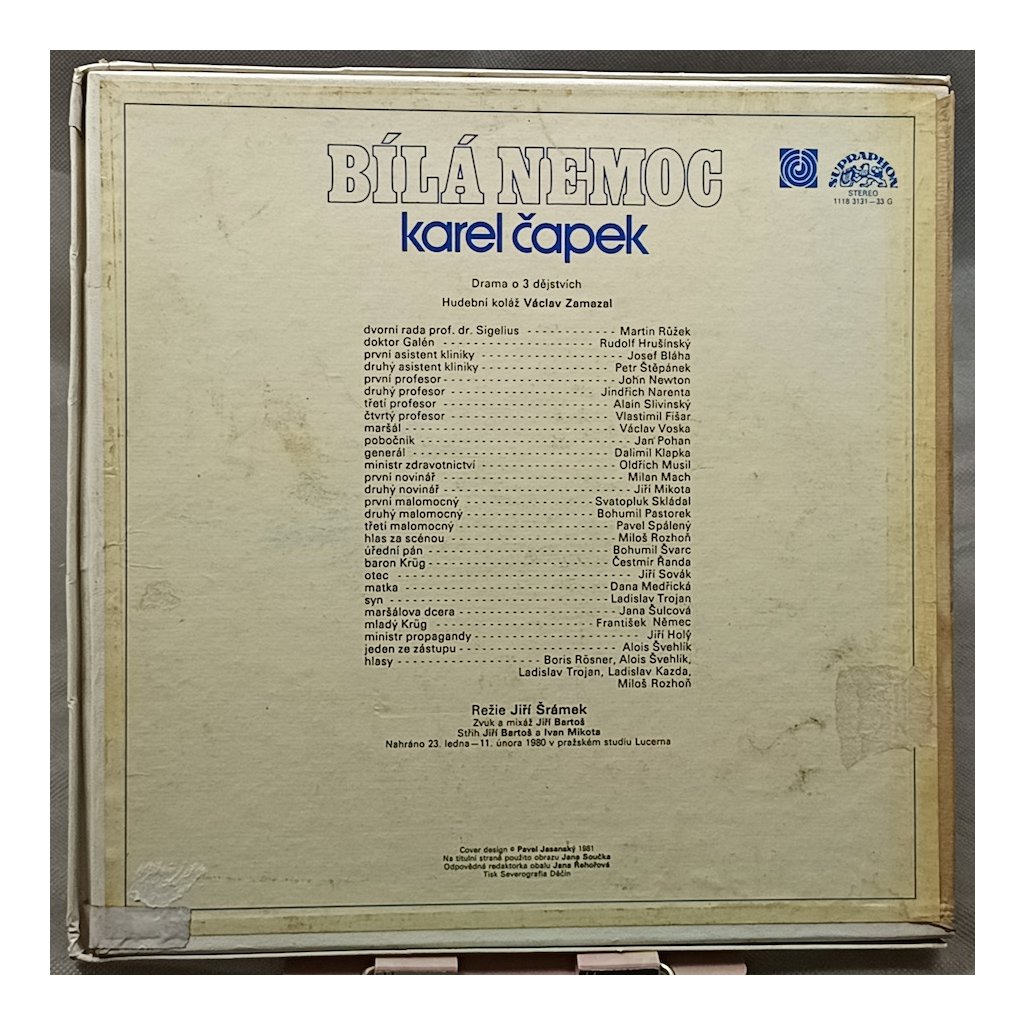 BÍLÁ NEMOC
karel čapek
SUPRAPHON
STEREO
1118 3131—33 G
Drama o 3 dějstvích
Hudební koláž Václav Zamazal
dvorní rada prof. dr. Sigelius ------------ Martin Růžek
doktor Galén ---------------------- Rudolf Hrušínský
první asistent kliniky -------------------- Josef Bláha
druhý asistent kliniky ------------------ Petr Štěpánek
první profesor ------------------------ John Newton
druhý profesor --------------------- Jindřich Narenta
třetí profesor ----------------------- Alain Slivinský
čtvrtý profesor ---------------------- Vlastimil Fišar
maršál ----------------------------- Václav Voska
pobočník ----------------------------- Jan Pohan
generál --------------------------- Dalimil Klapka
ministr zdravotnictví ------------------ Oldřich Musil
první novinář ------------------------ Milan Mach
druhý novinář ------------------------- Jiří Mikota
první malomocný ----------------- Svatopluk Skládal
druhý malomocný ----------------- Bohumil Pastorek
třetí malomocný --------------------- Pavel Spálený
hlas za scénou ---------------------- Miloš Rozhoň
úřední pán ------------------------ Bohumil Švarc
baron Krüg ------------------------ Čestmír Řanda
otec -------------------------------- Jiří Sovák
matka --------------------------- Dana Medřická
syn ----------------------------- Ladislav Trojan
maršálova dcera --------------------- Jana Šulcová
mladý Krüg --------------------- František Němec
ministr propagandy ---------------------- Jiří Holý
jeden ze zástupu --------------------- Alois Švehlík
hlasy ------------------- Boris Rösner, Alois Švehlík,
Ladislav Trojan, Ladislav Kazda,
Miloš Rozhoň
Režie Jiří Šrámek
Zvuk a mixáž Jiří Bartoš
Střih Jiří Bartoš a Ivan Mikota
Nahráno 23. ledna—11. února 1980 v pražském studiu Lucerna
Cover design © Pavel Jasanský 1981
Na titulní straně použito obrazu Jana Součka
Odpovědná redaktorka obalu Jana Řehořová
Tisk Severografia Děčín